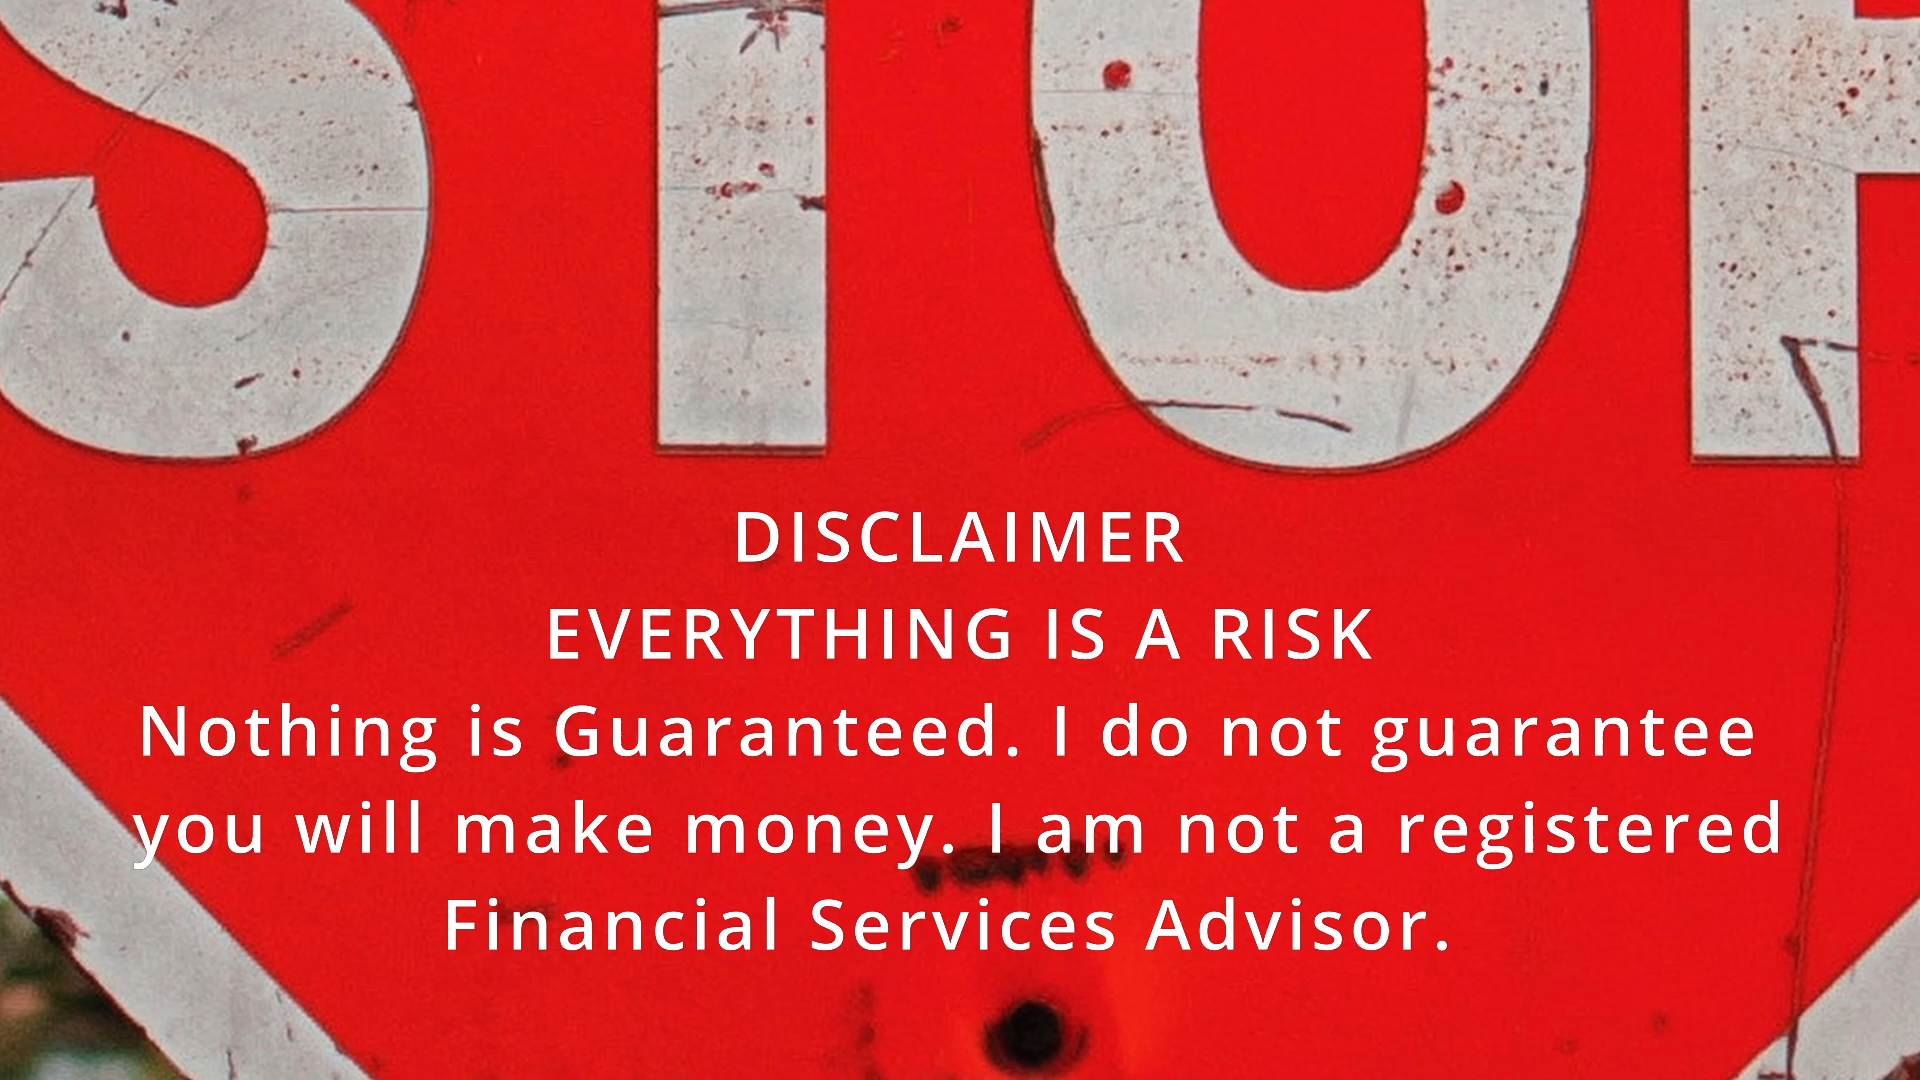 STOP
DISCLAIMER
EVERYTHING IS A RISK
Nothing is Guaranteed. I do not guarantee
you will make money. I am not a registered
Financial Services Advisor.